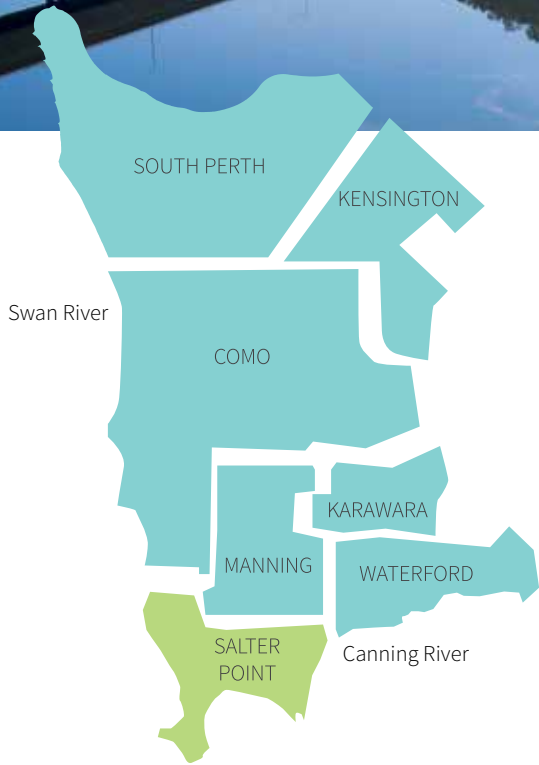 SOUTH PERTH
KENSINGTON
Swan River
COMO
KARAWARA
MANNING
WATERFORD
SALTER
POINT
Canning River